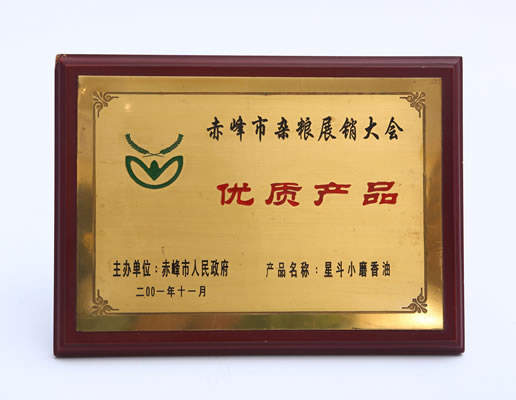 赤峰市杂粮展销大会
优质产品
主办单位：赤峰市人民政府 产品名称：星斗小磨香油
二00一年十一月